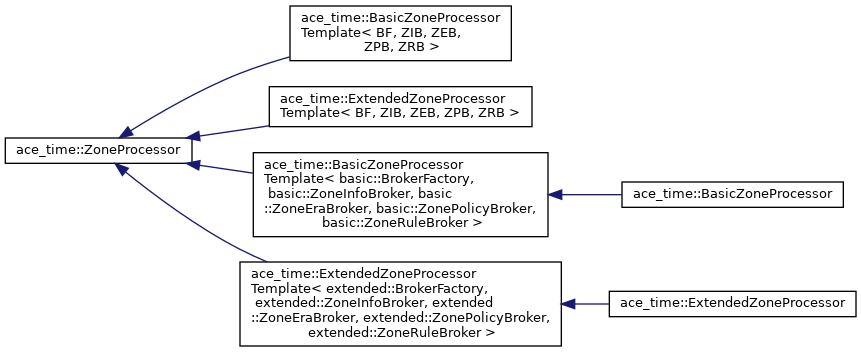 ace_time::BasicZoneProcessor
Template< BF, ZIB, ZEB,
ZPB, ZRB >
ace_time::ExtendedZoneProcessor
Template< BF, ZIB, ZEB, ZPB, ZRB >
ace_time::ZoneProcessor
ace_time::BasicZoneProcessor
Template< basic::BrokerFactory,
basic::ZoneInfoBroker, basic
::ZoneEraBroker, basic::ZonePolicyBroker,
basic::ZoneRuleBroker >
ace_time::BasicZoneProcessor
ace_time::ExtendedZoneProcessor
Template< extended::BrokerFactory,
extended::ZoneInfoBroker, extended
::ZoneEraBroker, extended::ZonePolicyBroker,
extended::ZoneRuleBroker >
ace_time::ExtendedZoneProcessor